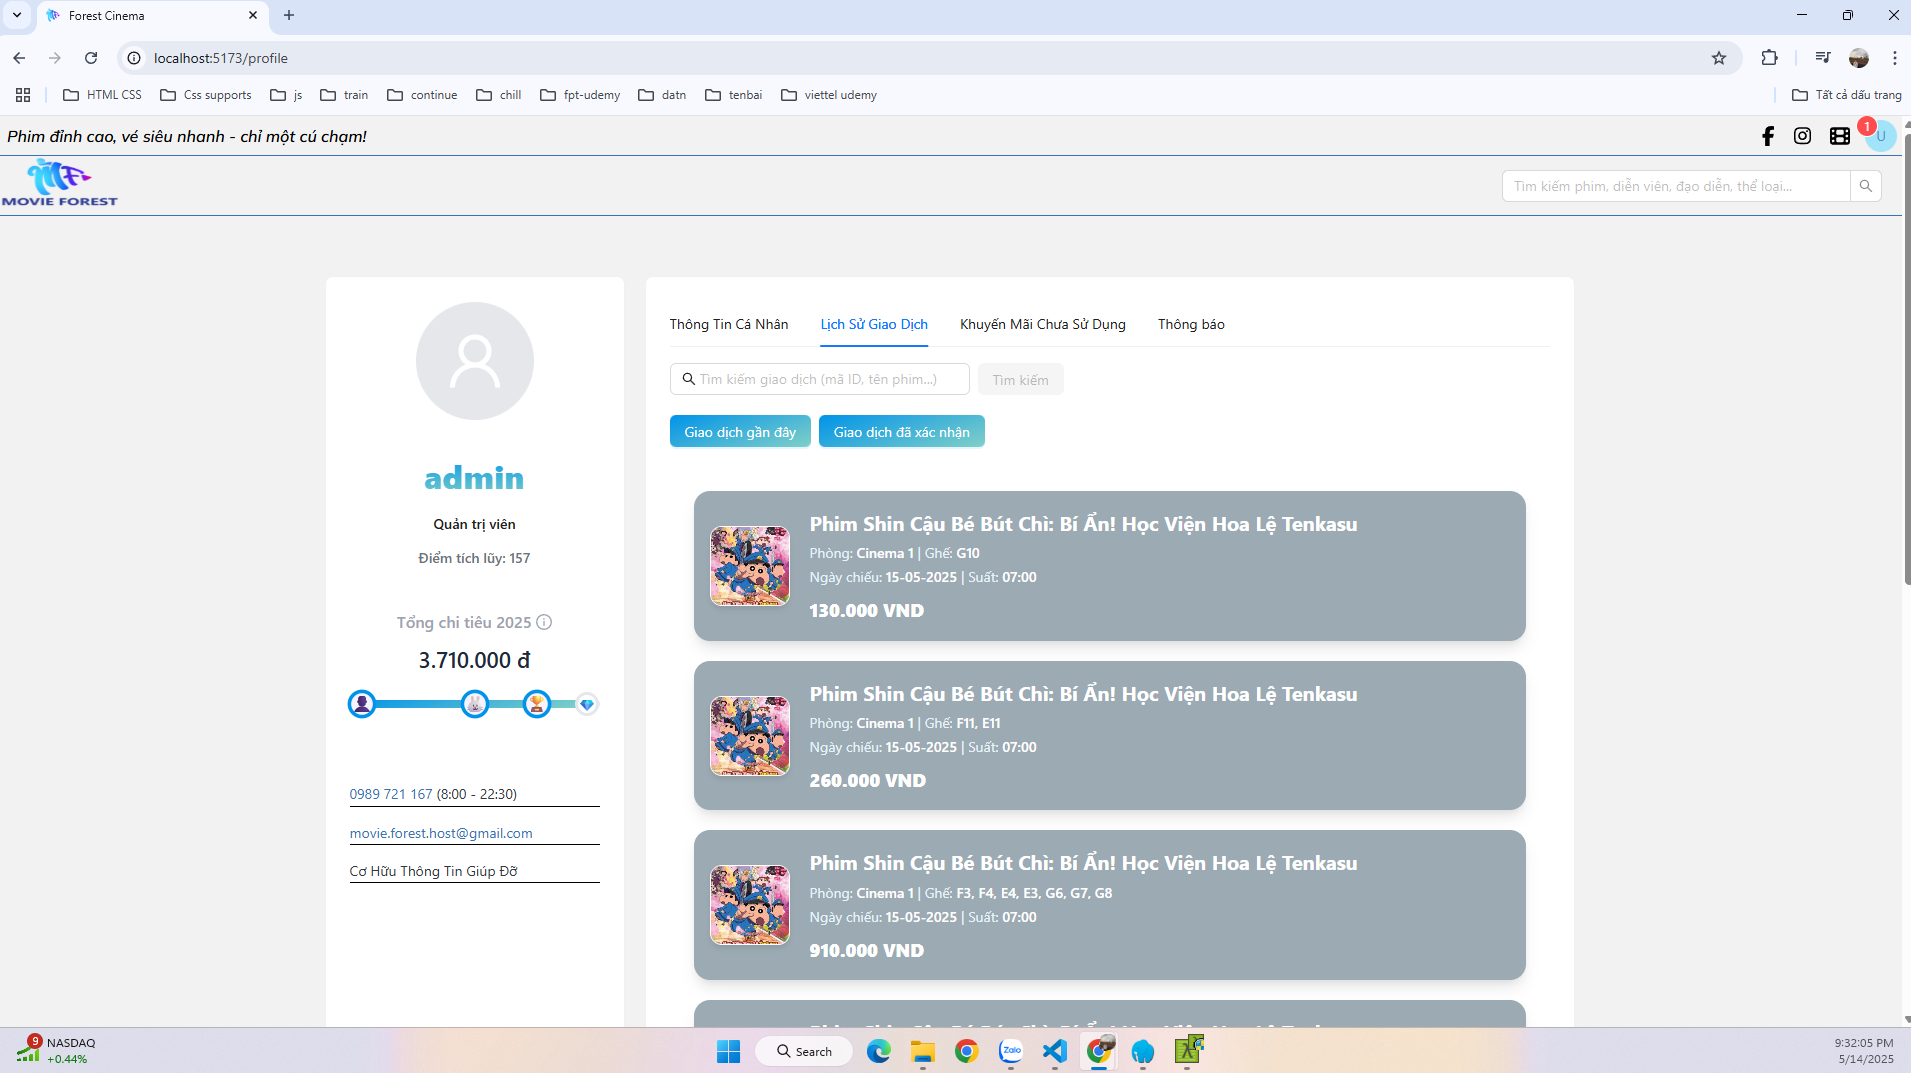 Forest Cinema
localhost:5173/profile
HTML CSS
Css supports
js
train
continue
chill
fpt-udemy
datn
tenbai
viettel udemy
Tất cả dấu trang
Phim đỉnh cao, vé siêu nhanh - chỉ một cú chạm!
1
U
MOVIE FOREST
Tìm kiếm phim, diễn viên, đạo diễn, thể loại...
admin
Quản trị viên
Điểm tích lũy: 157
Tổng chi tiêu 2025
3.710.000 đ
0989 721 167 (8:00 - 22:30)
movie.forest.host@gmail.com
Cơ Hữu Thông Tin Giúp Đỡ
Thông Tin Cá Nhân
Lịch Sử Giao Dịch
Khuyến Mãi Chưa Sử Dụng
Thông báo
Tìm kiếm giao dịch (mã ID, tên phim...)
Tìm kiếm
Giao dịch gần đây
Giao dịch đã xác nhận
Phim Shin Cậu Bé Bút Chì: Bí Ẩn! Học Viện Hoa Lệ Tenkasu
Phòng: Cinema 1 | Ghế: G10
Ngày chiếu: 15-05-2025 | Suất: 07:00
130.000 VND
Phim Shin Cậu Bé Bút Chì: Bí Ẩn! Học Viện Hoa Lệ Tenkasu
Phòng: Cinema 1 | Ghế: F11, E11
Ngày chiếu: 15-05-2025 | Suất: 07:00
260.000 VND
Phim Shin Cậu Bé Bút Chì: Bí Ẩn! Học Viện Hoa Lệ Tenkasu
Phòng: Cinema 1 | Ghế: F3, F4, E4, E3, G6, G7, G8
Ngày chiếu: 15-05-2025 | Suất: 07:00
910.000 VND
9
NASDAQ
+0.44%
Search
Zalo
9:32:05 PM
5/14/2025